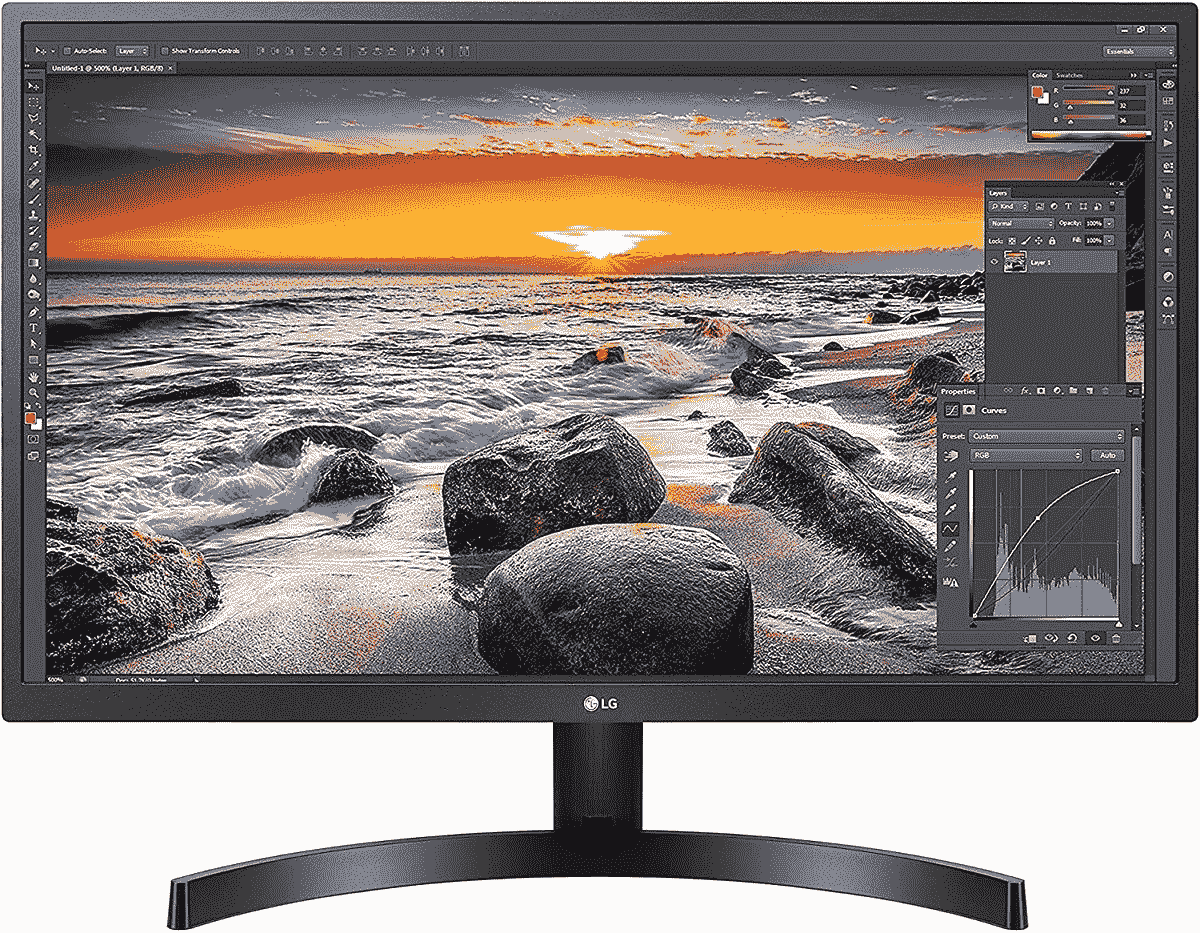 Auto-Select: Layer Show Transform Controls Essentials
Untitled-1 @ 500% (Layer 1, RGB/8) ×
Color Swatches
R 237
G 32
B 36
Layers
Kind
Normal Opacity: 100%
Lock: Fill: 100%
Layer 1
Properties
Curves
Preset: Custom
RGB Auto
500%
LG